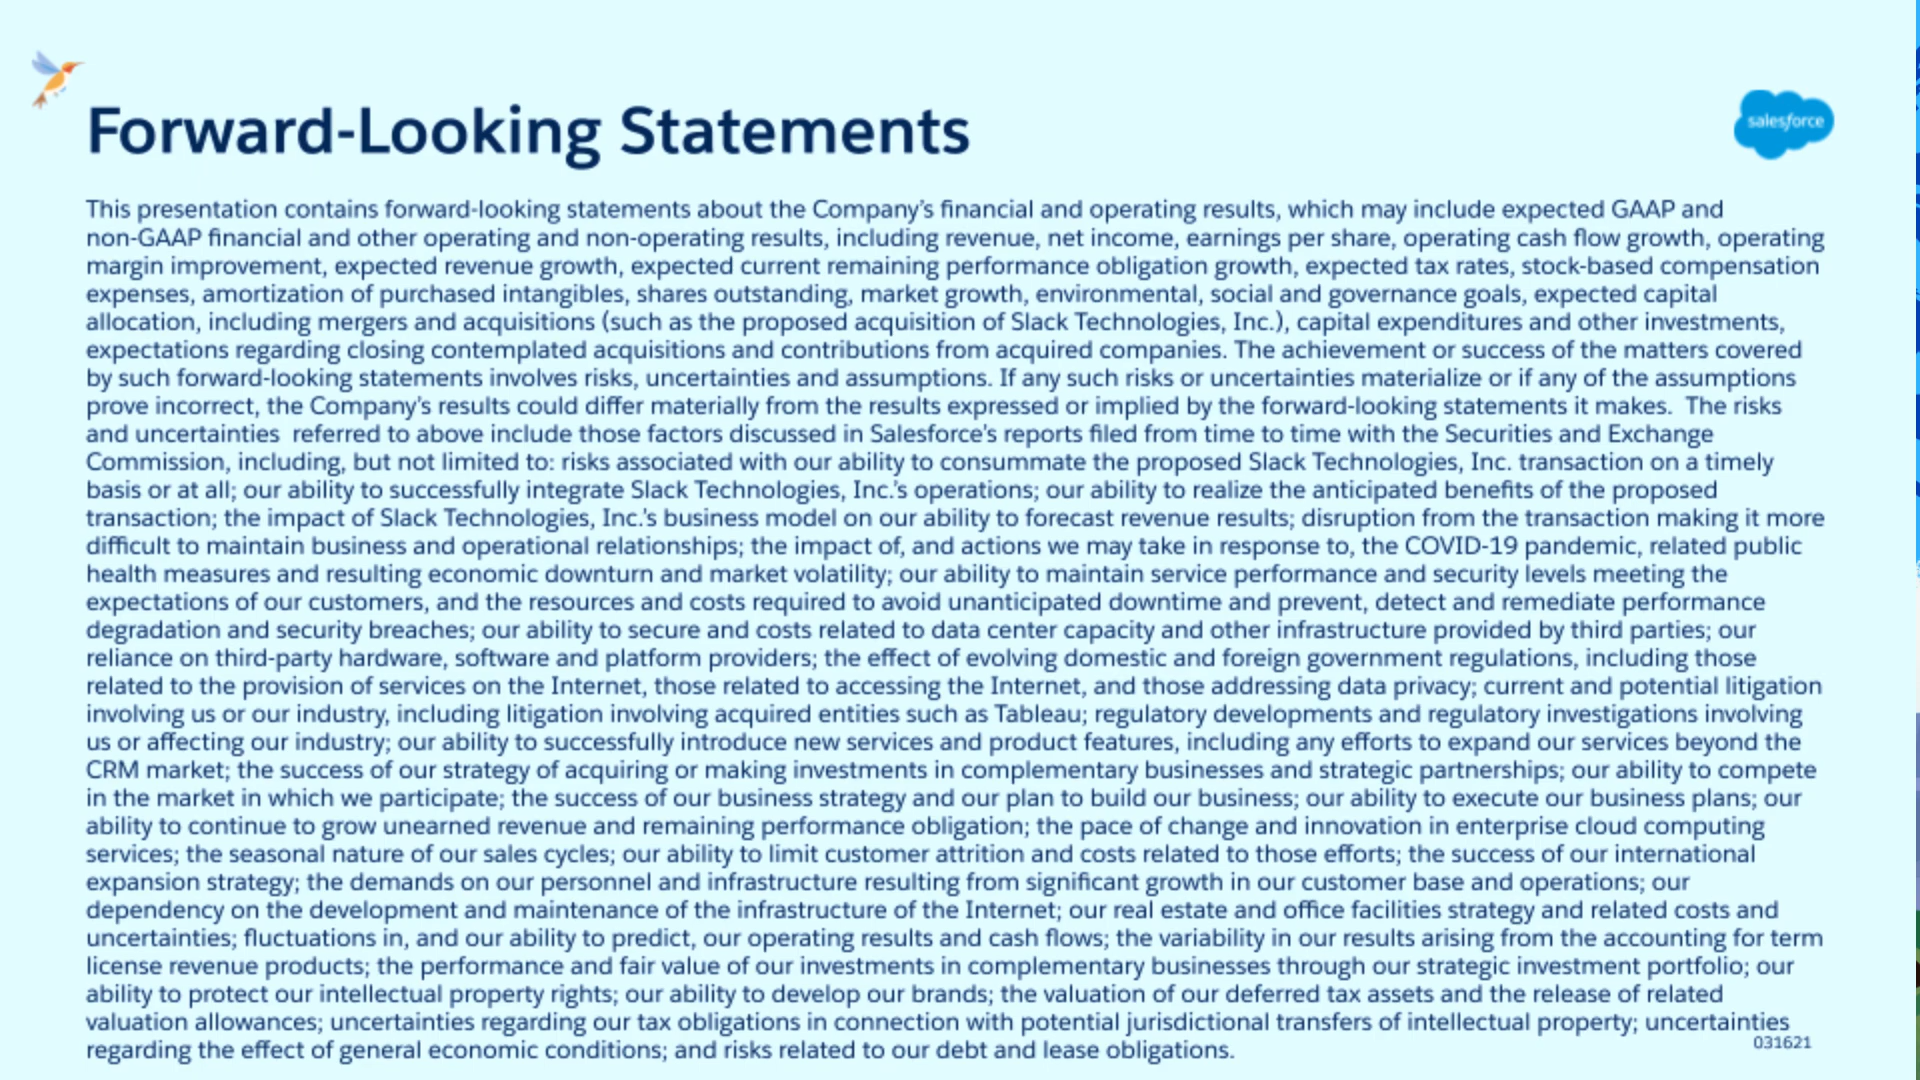 Forward-Looking Statements
salesforce
This presentation contains forward-looking statements about the Company's financial and operating results, which may include expected GAAP and
non-GAAP financial and other operating and non-operating results, including revenue, net income, earnings per share, operating cash flow growth, operating
margin improvement, expected revenue growth, expected current remaining performance obligation growth, expected tax rates, stock-based compensation
expenses, amortization of purchased intangibles, shares outstanding, market growth, environmental, social and governance goals, expected capital
allocation, including mergers and acquisitions (such as the proposed acquisition of Slack Technologies, Inc.), capital expenditures and other investments,
expectations regarding closing contemplated acquisitions and contributions from acquired companies. The achievement or success of the matters covered
by such forward-looking statements involves risks, uncertainties and assumptions. If any such risks or uncertainties materialize or if any of the assumptions
prove incorrect, the Company's results could differ materially from the results expressed or implied by the forward-looking statements it makes.  The risks
and uncertainties  referred to above include those factors discussed in Salesforce's reports filed from time to time with the Securities and Exchange
Commission, including, but not limited to: risks associated with our ability to consummate the proposed Slack Technologies, Inc. transaction on a timely
basis or at all; our ability to successfully integrate Slack Technologies, Inc.'s operations; our ability to realize the anticipated benefits of the proposed
transaction; the impact of Slack Technologies, Inc.'s business model on our ability to forecast revenue results; disruption from the transaction making it more
difficult to maintain business and operational relationships; the impact of, and actions we may take in response to, the COVID-19 pandemic, related public
health measures and resulting economic downturn and market volatility; our ability to maintain service performance and security levels meeting the
expectations of our customers, and the resources and costs required to avoid unanticipated downtime and prevent, detect and remediate performance
degradation and security breaches; our ability to secure and costs related to data center capacity and other infrastructure provided by third parties; our
reliance on third-party hardware, software and platform providers; the effect of evolving domestic and foreign government regulations, including those
related to the provision of services on the Internet, those related to accessing the Internet, and those addressing data privacy; current and potential litigation
involving us or our industry, including litigation involving acquired entities such as Tableau; regulatory developments and regulatory investigations involving
us or affecting our industry; our ability to successfully introduce new services and product features, including any efforts to expand our services beyond the
CRM market; the success of our strategy of acquiring or making investments in complementary businesses and strategic partnerships; our ability to compete
in the market in which we participate; the success of our business strategy and our plan to build our business; our ability to execute our business plans; our
ability to continue to grow unearned revenue and remaining performance obligation; the pace of change and innovation in enterprise cloud computing
services; the seasonal nature of our sales cycles; our ability to limit customer attrition and costs related to those efforts; the success of our international
expansion strategy; the demands on our personnel and infrastructure resulting from significant growth in our customer base and operations; our
dependency on the development and maintenance of the infrastructure of the Internet; our real estate and office facilities strategy and related costs and
uncertainties; fluctuations in, and our ability to predict, our operating results and cash flows; the variability in our results arising from the accounting for term
license revenue products; the performance and fair value of our investments in complementary businesses through our strategic investment portfolio; our
ability to protect our intellectual property rights; our ability to develop our brands; the valuation of our deferred tax assets and the release of related
valuation allowances; uncertainties regarding our tax obligations in connection with potential jurisdictional transfers of intellectual property; uncertainties
regarding the effect of general economic conditions; and risks related to our debt and lease obligations.
031621